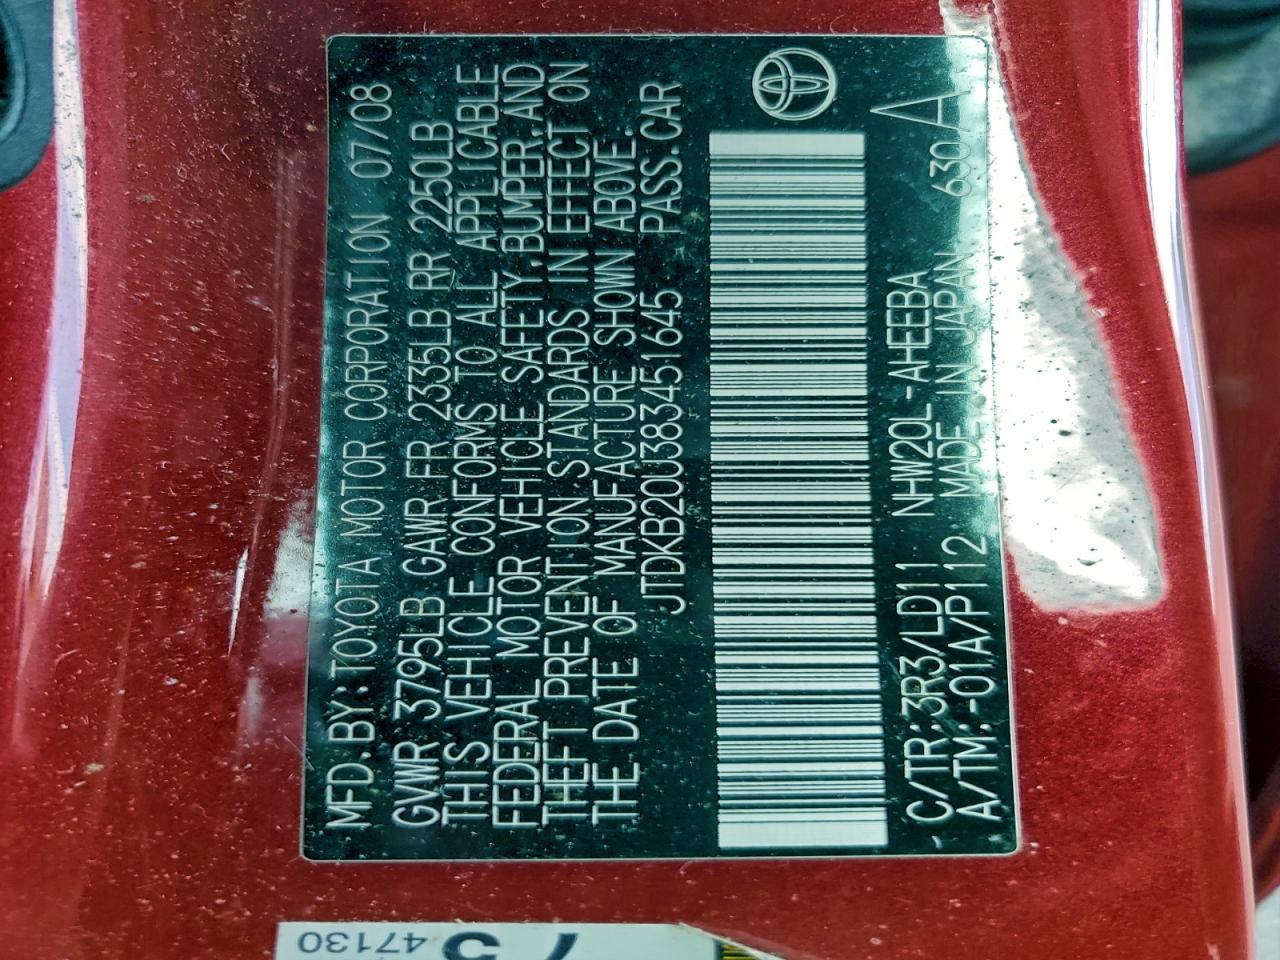 MFD.BY:TOYOTA MOTOR CORPORATION 07/08
GVWR 3795LB GAWR FR 2335LB RR 2250LB
THIS VEHICLE CONFORMS TO ALL APPLICABLE
FEDERAL MOTOR VEHICLE SAFETY,BUMPER,AND
THEFT PREVENTION STANDARDS IN EFFECT ON
THE DATE OF MANUFACTURE SHOWN ABOVE.
JTDKB20U383451645 PASS.CAR
C/TR:3R3/LD11 NHW20L-AHEEBA
A/TM:-01A/P112 MADE IN JAPAN 630A
47130